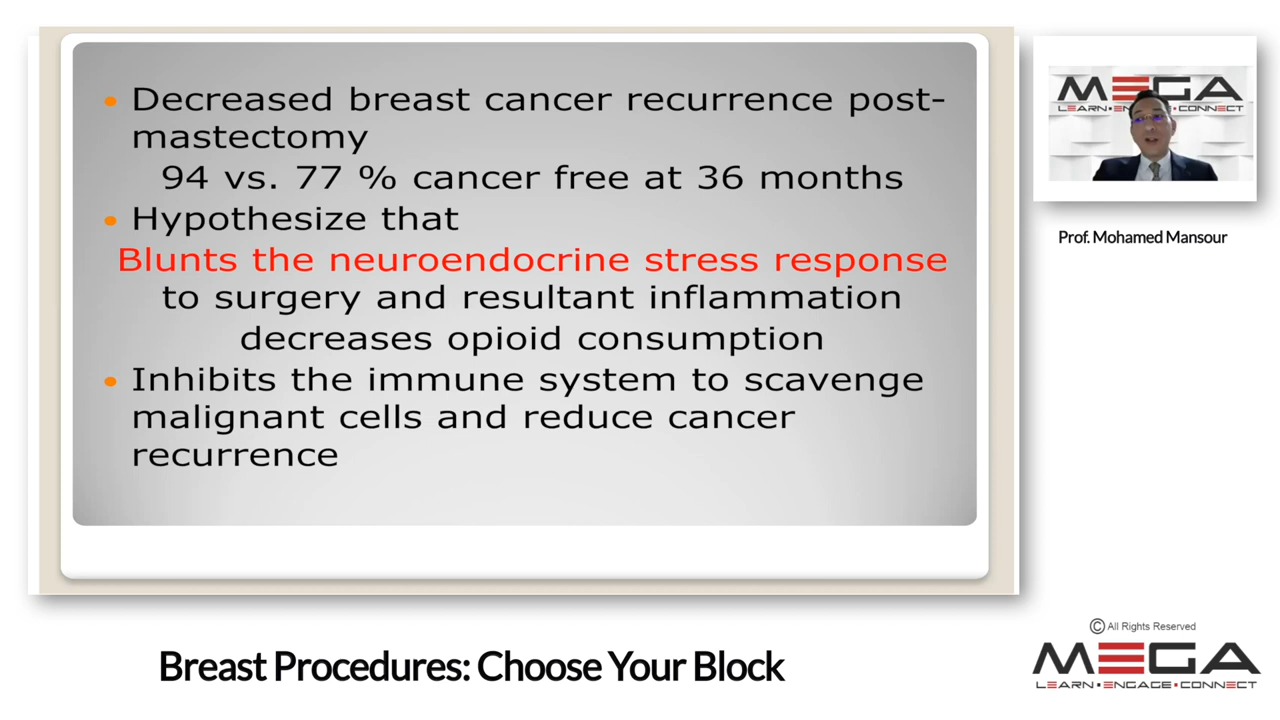 • Decreased breast cancer recurrence post-
mastectomy
94 vs. 77 % cancer free at 36 months
• Hypothesize that
Blunts the neuroendocrine stress response
to surgery and resultant inflammation
decreases opioid consumption
• Inhibits the immune system to scavenge
malignant cells and reduce cancer
recurrence
MEGA
LEARN•ENGAGE•CONNECT
Prof. Mohamed Mansour
Breast Procedures: Choose Your Block
© All Rights Reserved
MEGA
LEARN•ENGAGE•CONNECT